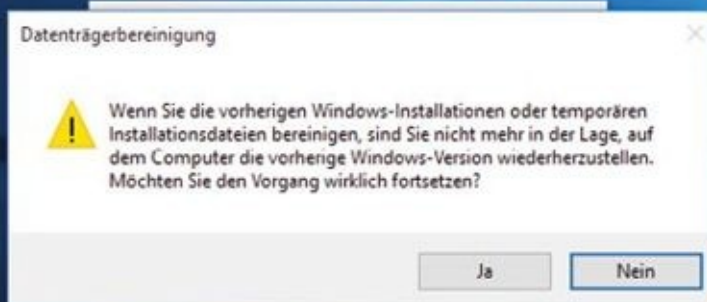 Datenträgerbereinigung
Wenn Sie die vorherigen Windows-Installationen oder temporären
Installationsdateien bereinigen, sind Sie nicht mehr in der Lage, auf
dem Computer die vorherige Windows-Version wiederherzustellen.
Möchten Sie den Vorgang wirklich fortsetzen?
Ja
Nein